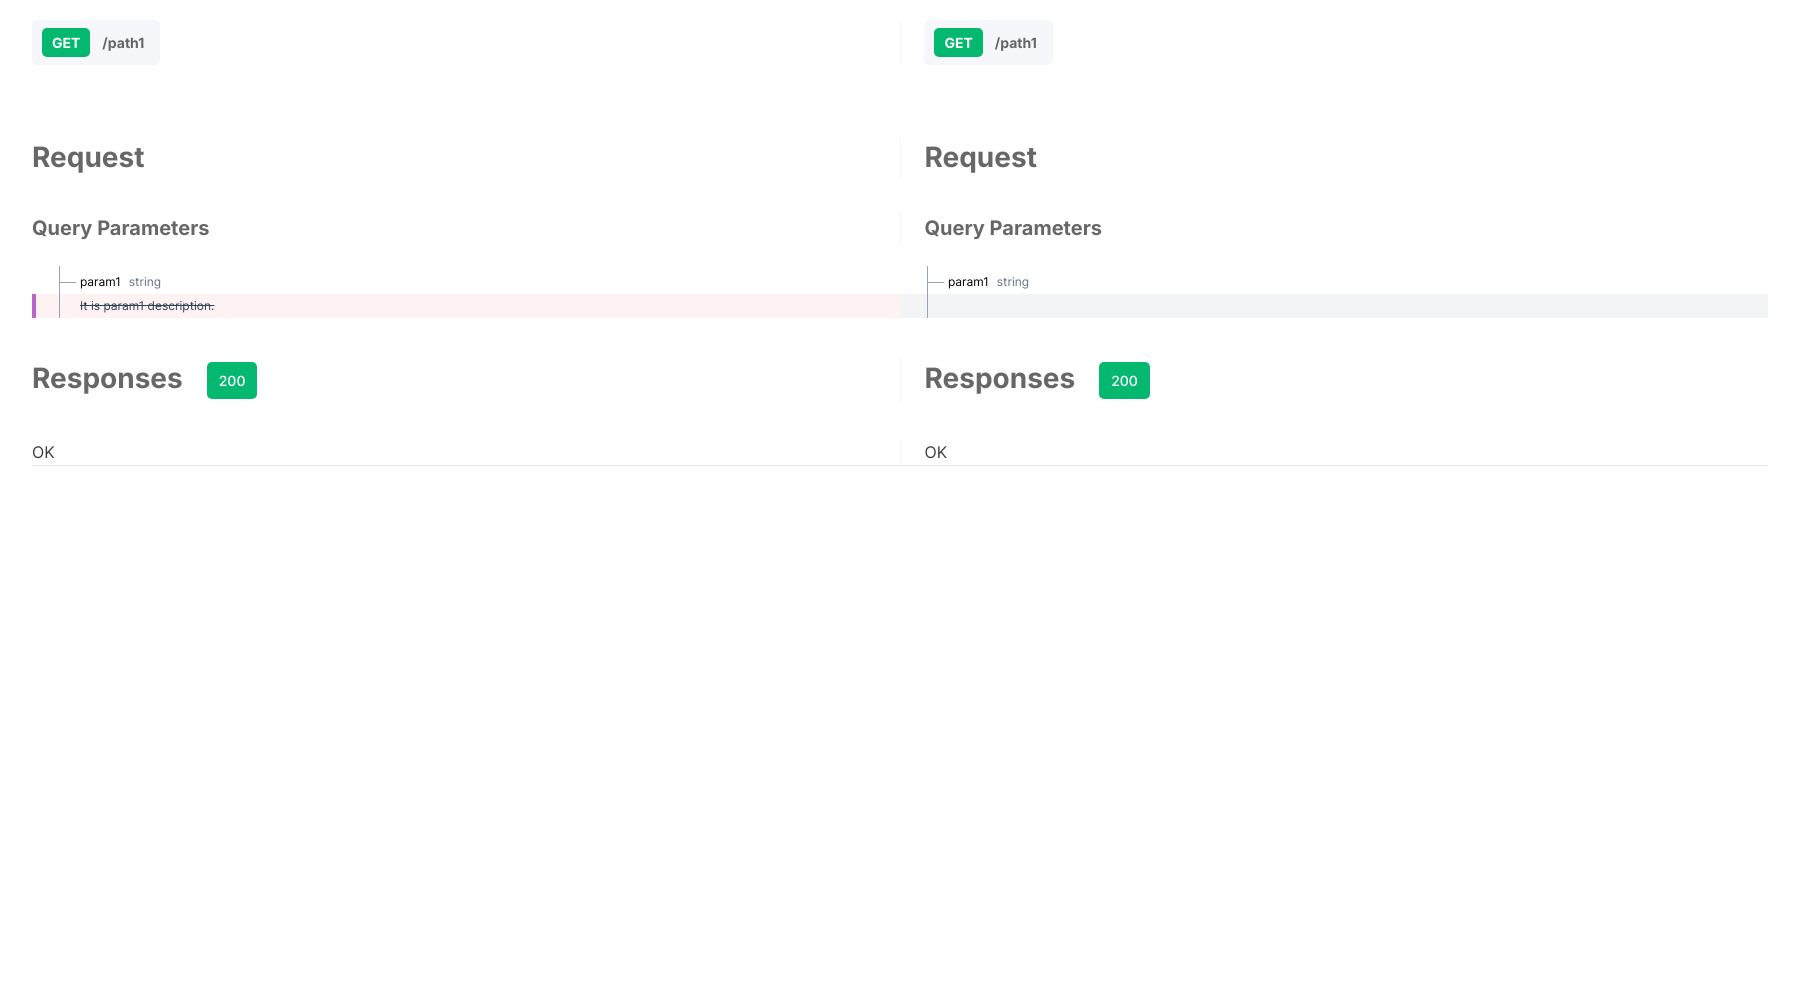 GET /path1
GET /path1
Request
Request
Query Parameters
Query Parameters
param1 string
param1 string
It is param1 description.
Responses 200
Responses 200
OK
OK